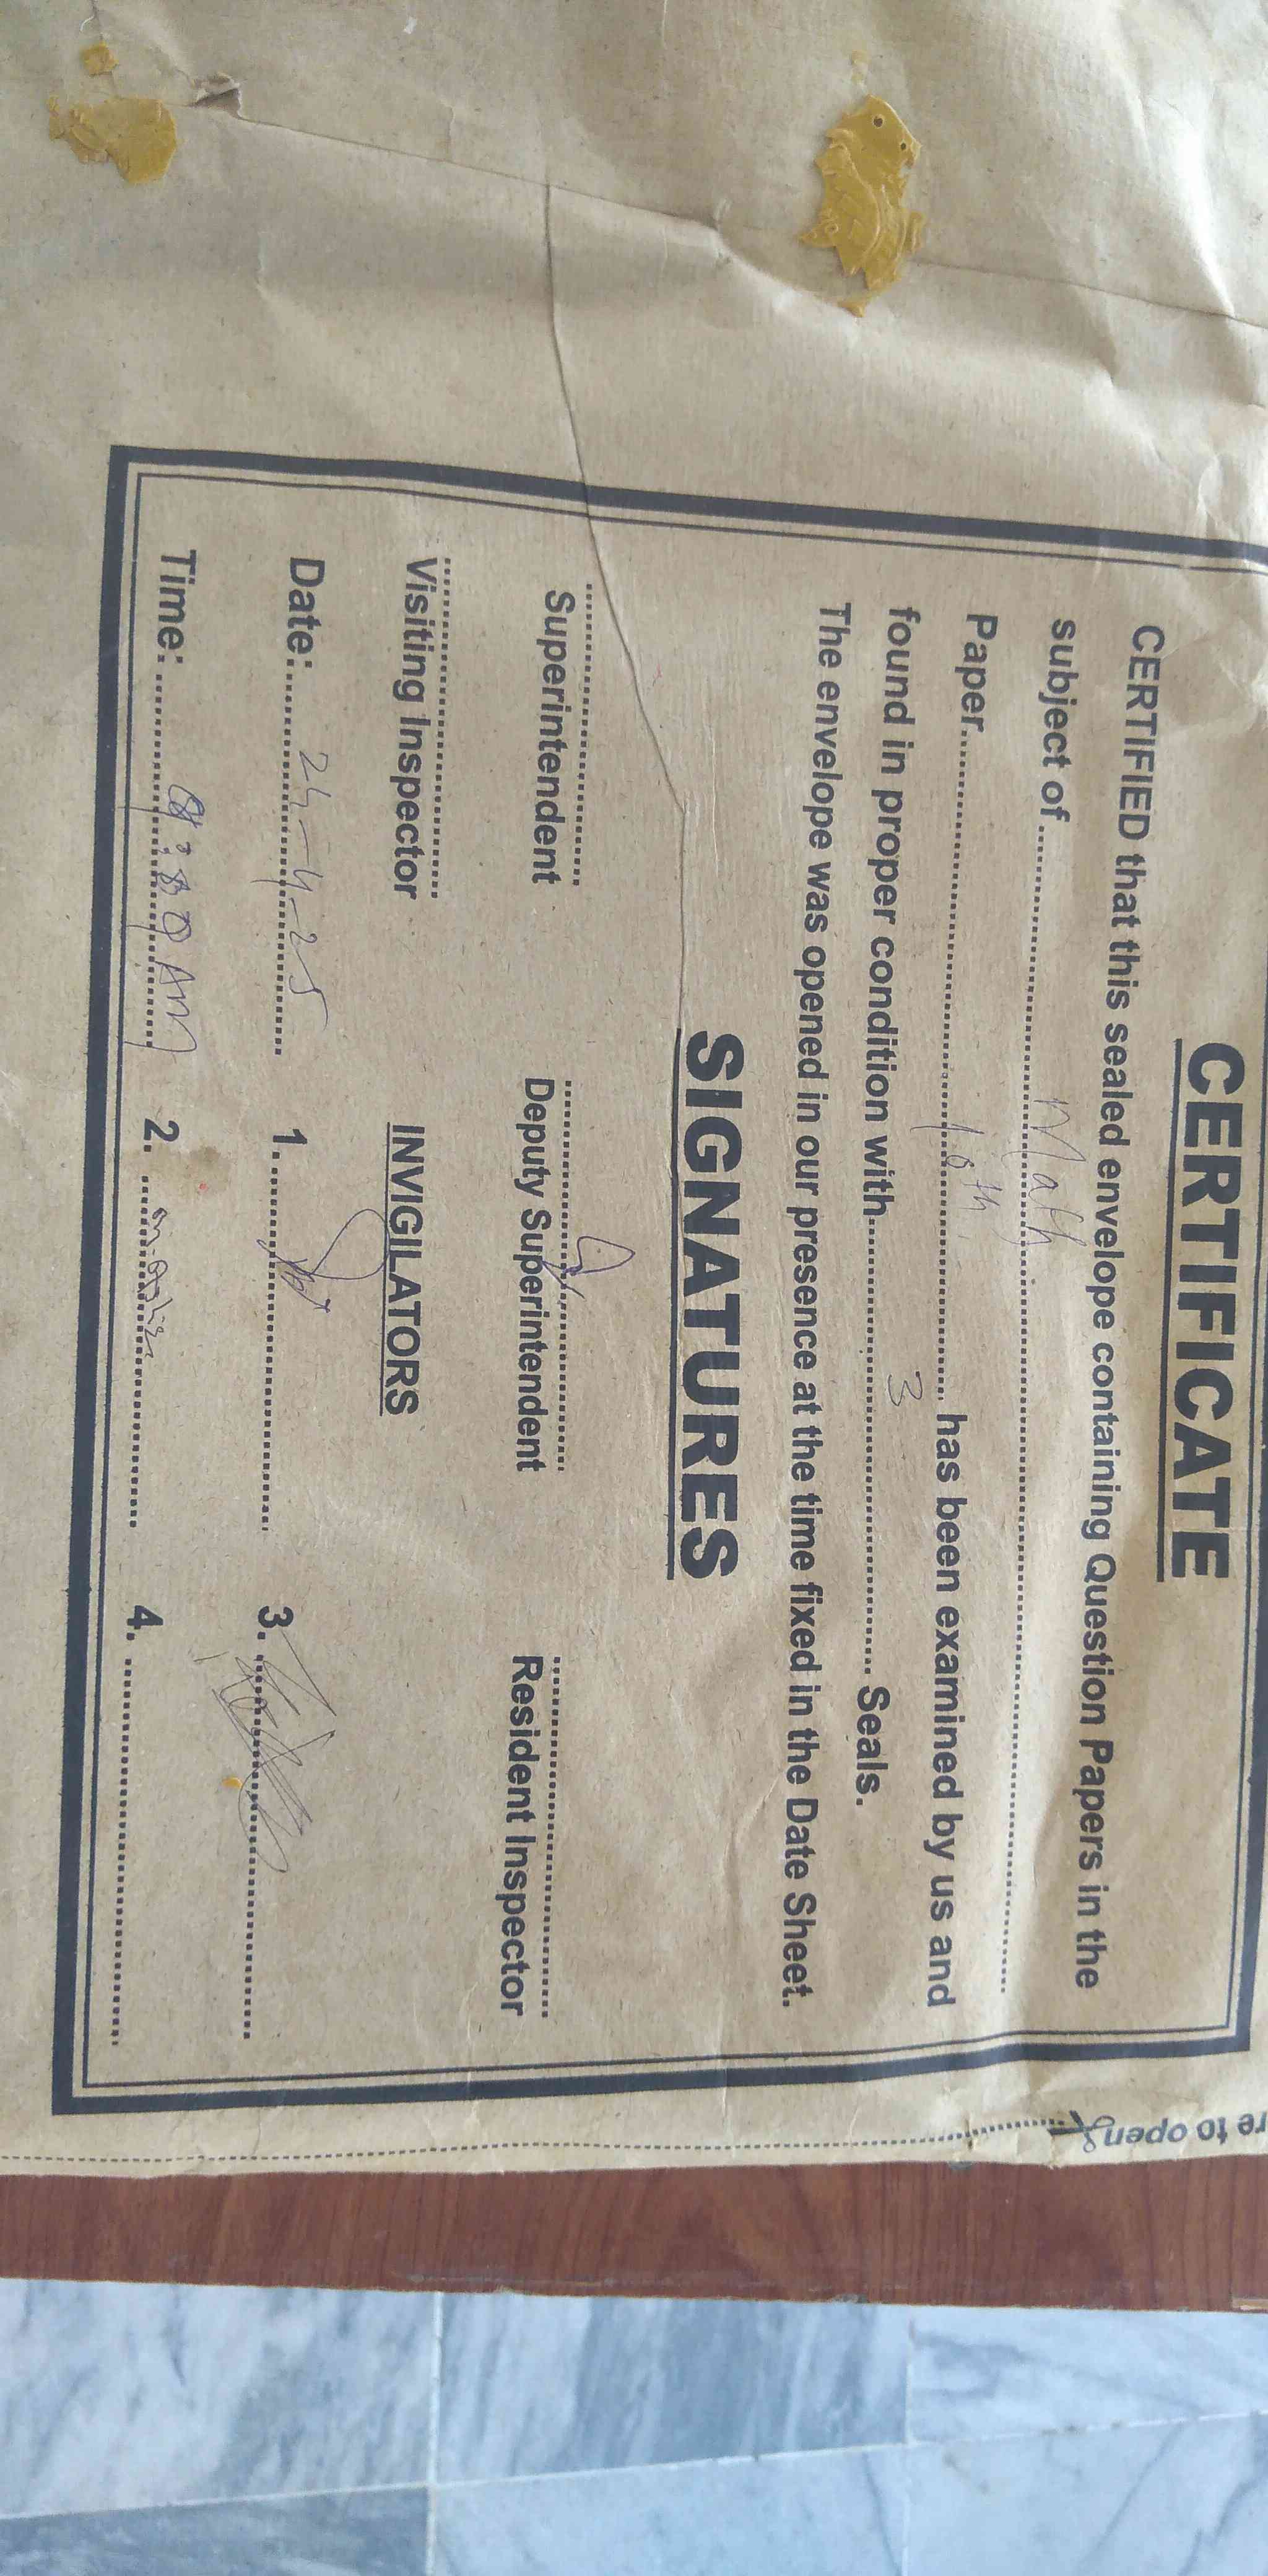 CERTIFICATE
CERTIFIED that this sealed envelope containing Question Papers in the
subject of Math
Paper 10th has been examined by us and
found in proper condition with 3 Seals.
The envelope was opened in our presence at the time fixed in the Date Sheet.
SIGNATURES
Superintendent Deputy Superintendent Resident Inspector
Visiting Inspector INVIGILATORS
Date: 24-4-25 1. 3.
Time: AM 2. 4.
re to open